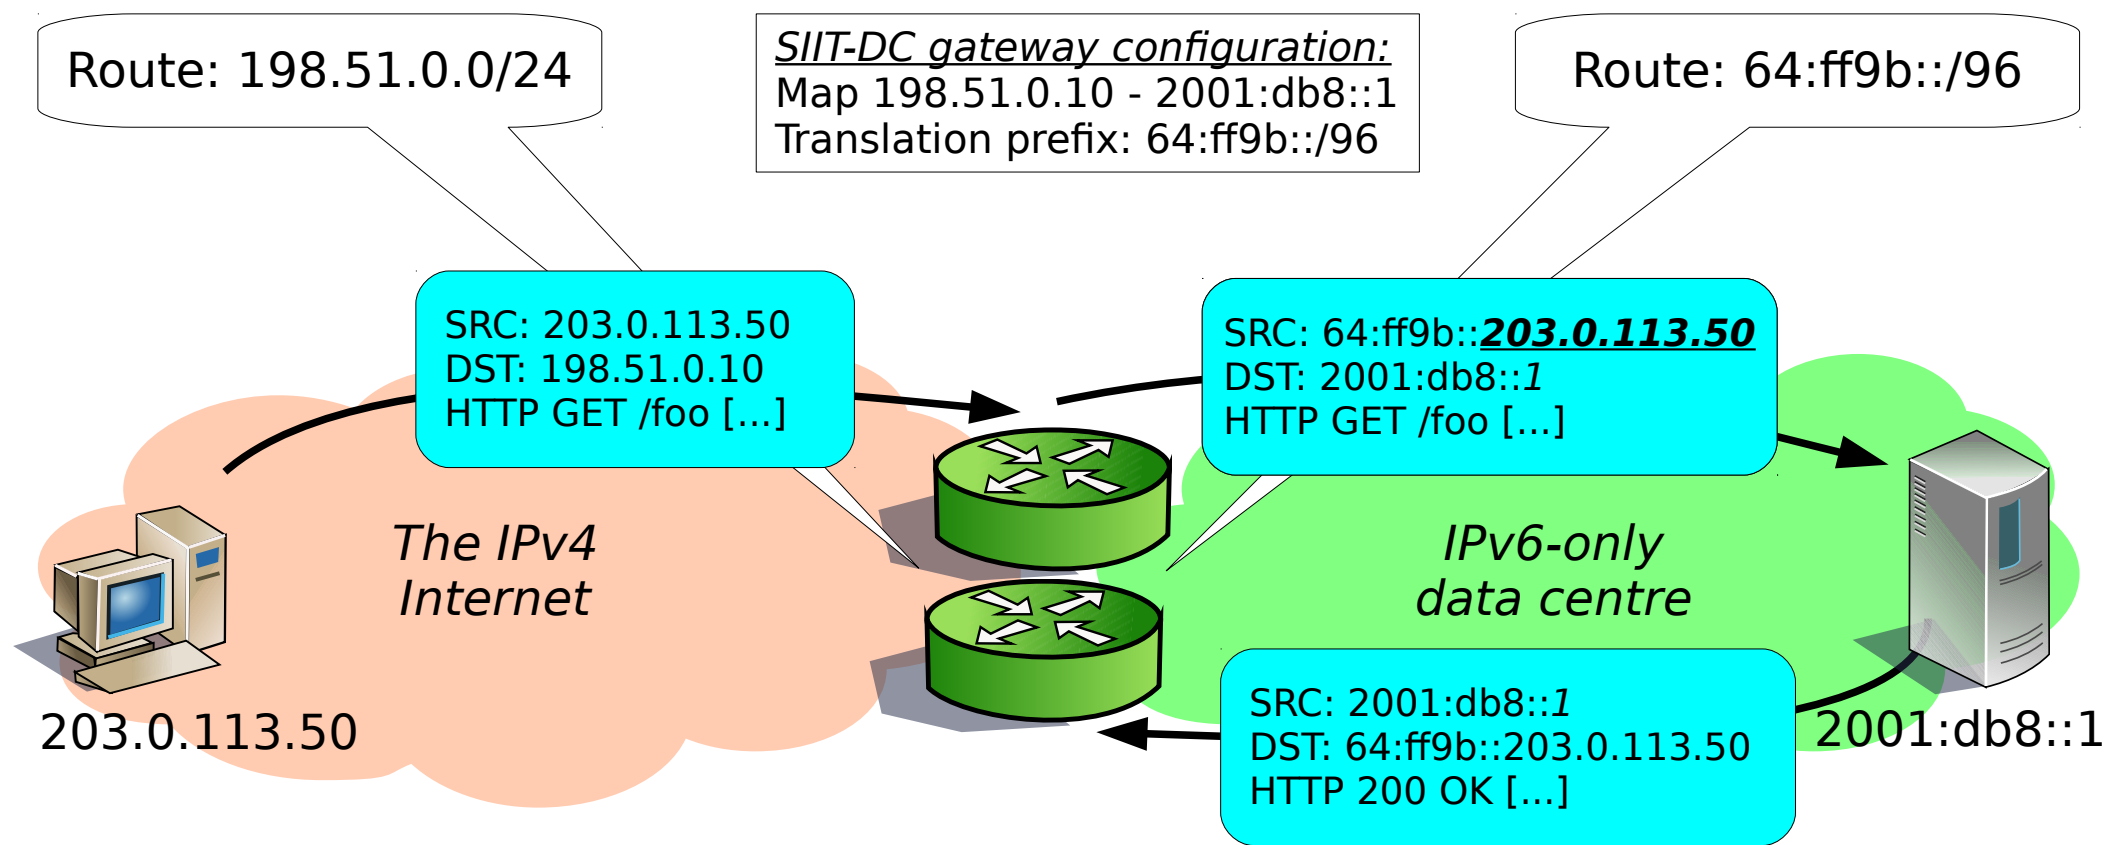 Route: 198.51.0.0/24
SIIT-DC gateway configuration:
Map 198.51.0.10 - 2001:db8::1
Translation prefix: 64:ff9b::/96
Route: 64:ff9b::/96
SRC: 203.0.113.50
DST: 198.51.0.10
HTTP GET /foo [...]
SRC: 64:ff9b::203.0.113.50
DST: 2001:db8::1
HTTP GET /foo [...]
The IPv4
Internet
IPv6-only
data centre
203.0.113.50
SRC: 2001:db8::1
DST: 64:ff9b::203.0.113.50
HTTP 200 OK [...]
2001:db8::1